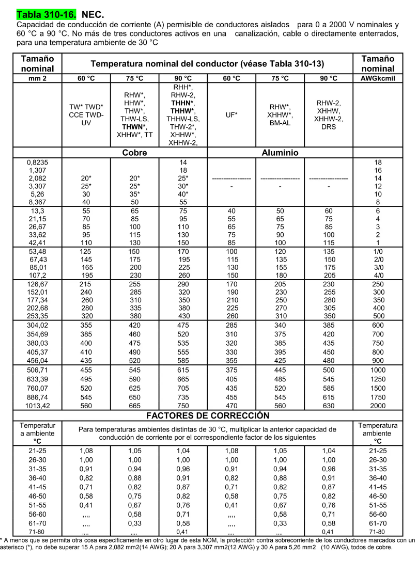 Tabla 310-16. NEC.
Capacidad de conducción de corriente (A) permisible de conductores aislados para 0 a 2000 V nominales y
60 °C a 90 °C. No más de tres conductores activos en una canalización, cable o directamente enterrados,
para una temperatura ambiente de 30 °C
Tamaño nominal Temperatura nominal del conductor (véase Tabla 310-13) Tamaño nominal
mm 2 60 °C 75 °C 90 °C 60 °C 75 °C 90 °C AWGkcmil
TW* TWD* CCE TWD-UV
RHW*, HHW*, THW*, THW-LS, THWN*, XHHW*, TT
RHH*, RHW-2, THHN*, THHW*, THHW-LS, THW-2*, XHHW*, XHHW-2,
UF*
RHW*, XHHW*, BM-AL
RHW-2, XHHW, XHHW-2, DRS
Cobre Aluminio
0,8235 14 18
1,307 18 16
2,082 20* 20* 25* 14
3,307 25* 25* 30* - - - 12
5,26 30 35* 40* 10
8,367 40 50 55 8
13,3 55 65 75 40 50 60 6
21,15 70 85 95 55 65 75 4
26,67 85 100 110 65 75 85 3
33,62 95 115 130 75 90 100 2
42,41 110 130 150 85 100 115 1
53,48 125 150 170 100 120 135 1/0
67,43 145 175 195 115 135 150 2/0
85,01 165 200 225 130 155 175 3/0
107,2 195 230 260 150 180 205 4/0
126,67 215 255 290 170 205 230 250
152,01 240 285 320 190 230 255 300
177,34 260 310 350 210 250 280 350
202,68 280 335 380 225 270 305 400
253,35 320 380 430 260 310 350 500
304,02 355 420 475 285 340 385 600
354,69 385 460 520 310 375 420 700
380,03 400 475 535 320 385 435 750
405,37 410 490 555 330 395 450 800
456,04 435 520 585 355 425 480 900
506,71 455 545 615 375 445 500 1000
633,39 495 590 665 405 485 545 1250
760,07 520 625 705 435 520 585 1500
886,74 545 650 735 455 545 615 1750
1013,42 560 665 750 470 560 630 2000
FACTORES DE CORRECCIÓN
Temperatur a ambiente °C Para temperaturas ambientes distintas de 30 °C, multiplicar la anterior capacidad de conducción de corriente por el correspondiente factor de los siguientes Temperatura ambiente °C
21-25 1,08 1,05 1,04 1,08 1,05 1,04 21-25
26-30 1,00 1,00 1,00 1,00 1,00 1,00 26-30
31-35 0,91 0,94 0,96 0,91 0,94 0,96 31-35
36-40 0,82 0,88 0,91 0,82 0,88 0,91 36-40
41-45 0,71 0,82 0,87 0,71 0,82 0,87 41-45
46-50 0,58 0,75 0,82 0,58 0,75 0,82 46-50
51-55 0,41 0,67 0,76 0,41 0,67 0,76 51-55
56-60 .... 0,58 0,71 .... 0,58 0,71 56-60
61-70 .... 0,33 0,58 .... 0,33 0,58 61-70
71-80 .... .... 0,41 .... .... 0,41 71-80
* A menos que se permita otra cosa específicamente en otro lugar de esta NOM, la protección contra sobrecorriente de los conductores marcados con un
asterisco (*), no debe superar 15 A para 2,082 mm2(14 AWG); 20 A para 3,307 mm2(12 AWG) y 30 A para 5,26 mm2 (10 AWG), todos de cobre.